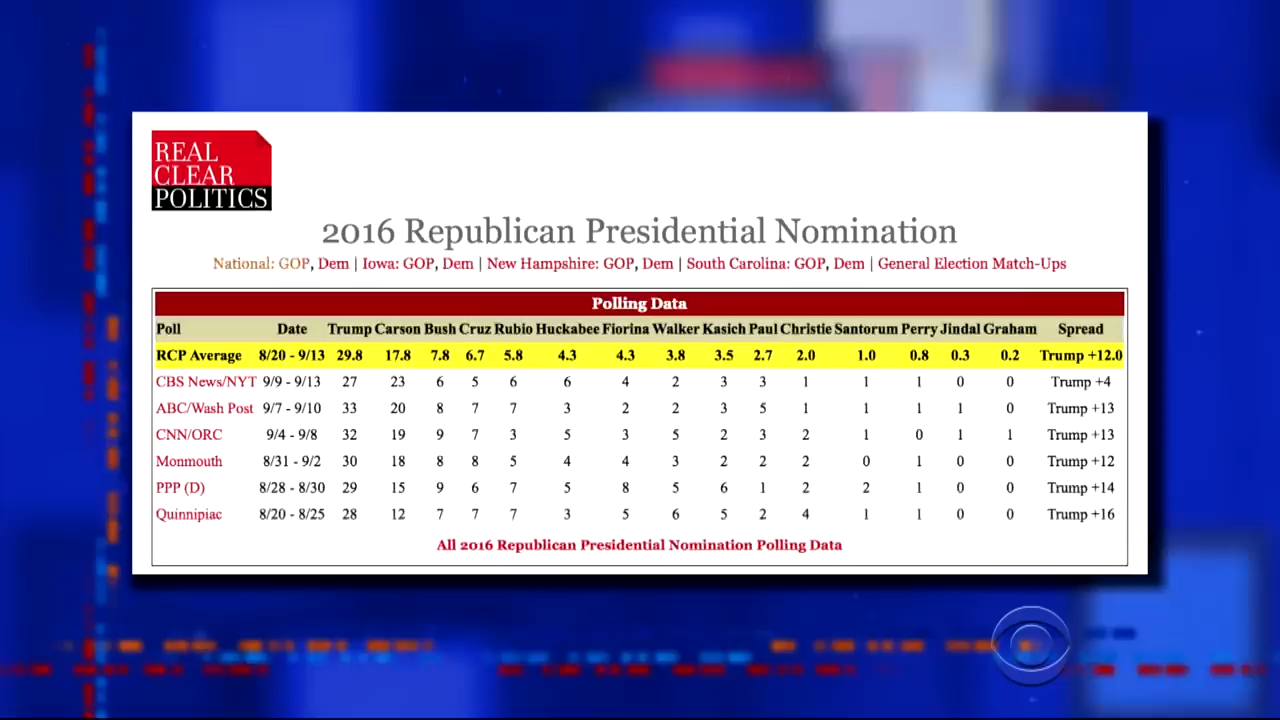 REAL
CLEAR
POLITICS
2016 Republican Presidential Nomination
National: GOP, Dem | Iowa: GOP, Dem | New Hampshire: GOP, Dem | South Carolina: GOP, Dem | General Election Match-Ups
Polling Data
Poll Date Trump Carson Bush Cruz Rubio Huckabee Fiorina Walker Kasich Paul Christie Santorum Perry Jindal Graham Spread
RCP Average 8/20 - 9/13 29.8 17.8 7.8 6.7 5.8 4.3 4.3 3.8 3.5 2.7 2.0 1.0 0.8 0.3 0.2 Trump +12.0
CBS News/NYT 9/9 - 9/13 27 23 6 5 6 6 4 2 3 3 1 1 1 0 0 Trump +4
ABC/Wash Post 9/7 - 9/10 33 20 8 7 7 3 2 2 3 5 1 1 1 1 0 Trump +13
CNN/ORC 9/4 - 9/8 32 19 9 7 3 5 3 5 2 3 2 1 0 1 1 Trump +13
Monmouth 8/31 - 9/2 30 18 8 8 5 4 4 3 2 2 2 0 1 0 0 Trump +12
PPP (D) 8/28 - 8/30 29 15 9 6 7 5 8 5 6 1 2 2 1 0 0 Trump +14
Quinnipiac 8/20 - 8/25 28 12 7 7 7 3 5 6 5 2 4 1 1 0 0 Trump +16
All 2016 Republican Presidential Nomination Polling Data